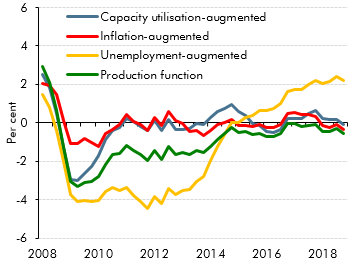 6
4
2
0
-2
-4
-6
Per cent
Capacity utilisation-augmented
Inflation-augmented
Unemployment-augmented
Production function
2008 2010 2012 2014 2016 2018